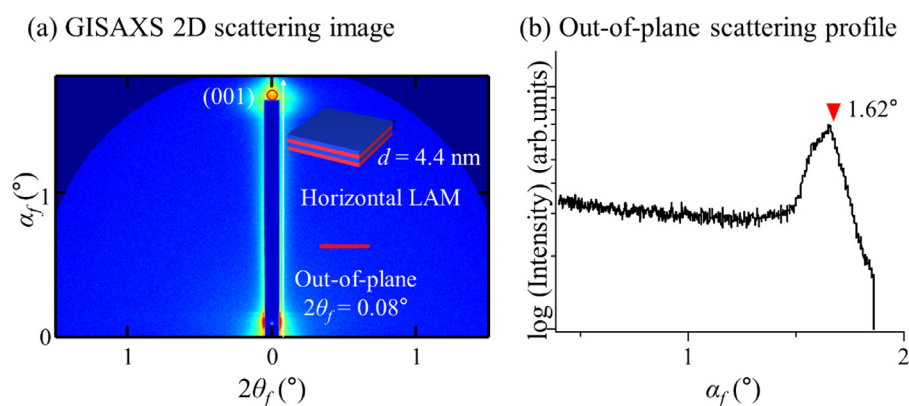 (a) GISAXS 2D scattering image
(001)
d = 4.4 nm
Horizontal LAM
Out-of-plane
2θf = 0.08°
αf (°)
1
0
1
0
1
2θf (°)
(b) Out-of-plane scattering profile
1.62°
log (Intensity) (arb.units)
1
2
αf (°)